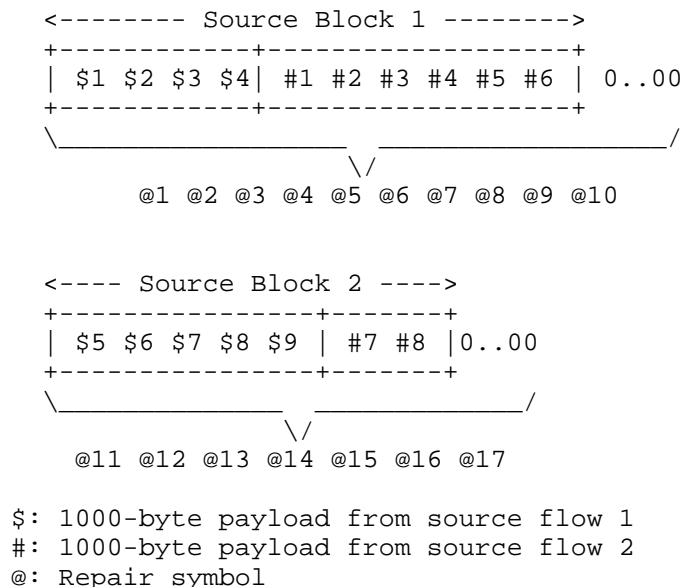 <-------- Source Block 1 -------->
+------------+-------------------+
| $1 $2 $3 $4| #1 #2 #3 #4 #5 #6 | 0..00
+------------+-------------------+
\___________________  __________________/
\/
@1 @2 @3 @4 @5 @6 @7 @8 @9 @10
<---- Source Block 2 ---->
+----------------+-------+
| $5 $6 $7 $8 $9 | #7 #8 |0..00
+----------------+-------+
\______________  _____________/
\/
@11 @12 @13 @14 @15 @16 @17
$: 1000-byte payload from source flow 1
#: 1000-byte payload from source flow 2
@: Repair symbol